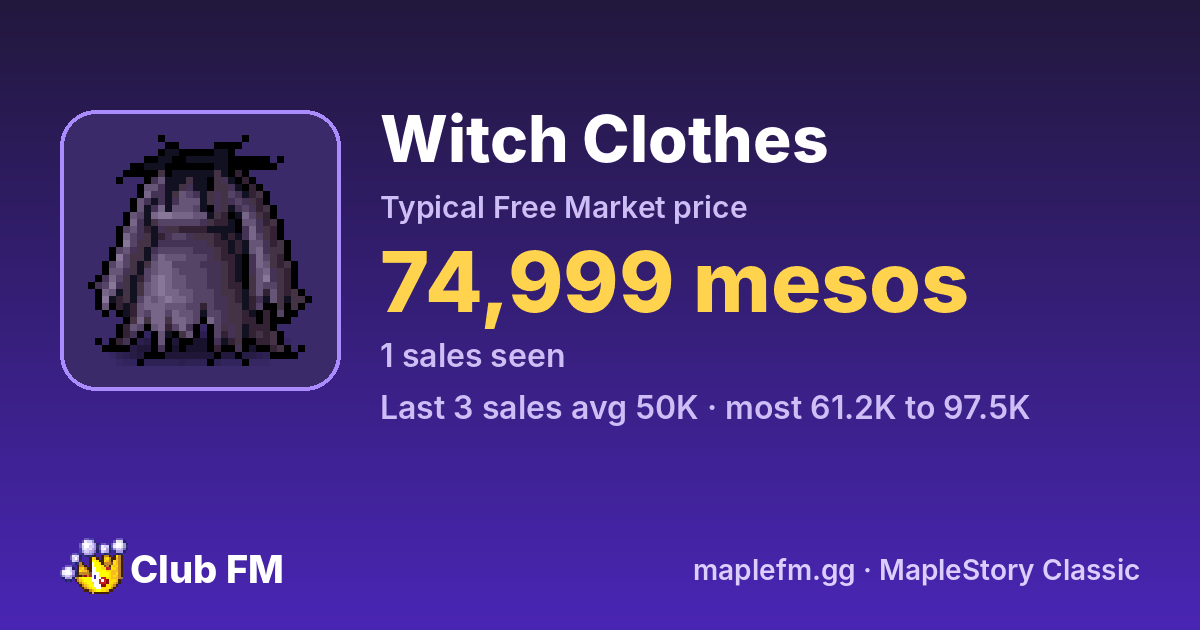 Witch Clothes
Typical Free Market price
74,999 mesos
1 sales seen
Last 3 sales avg 50K · most 61.2K to 97.5K
Club FM
maplefm.gg · MapleStory Classic